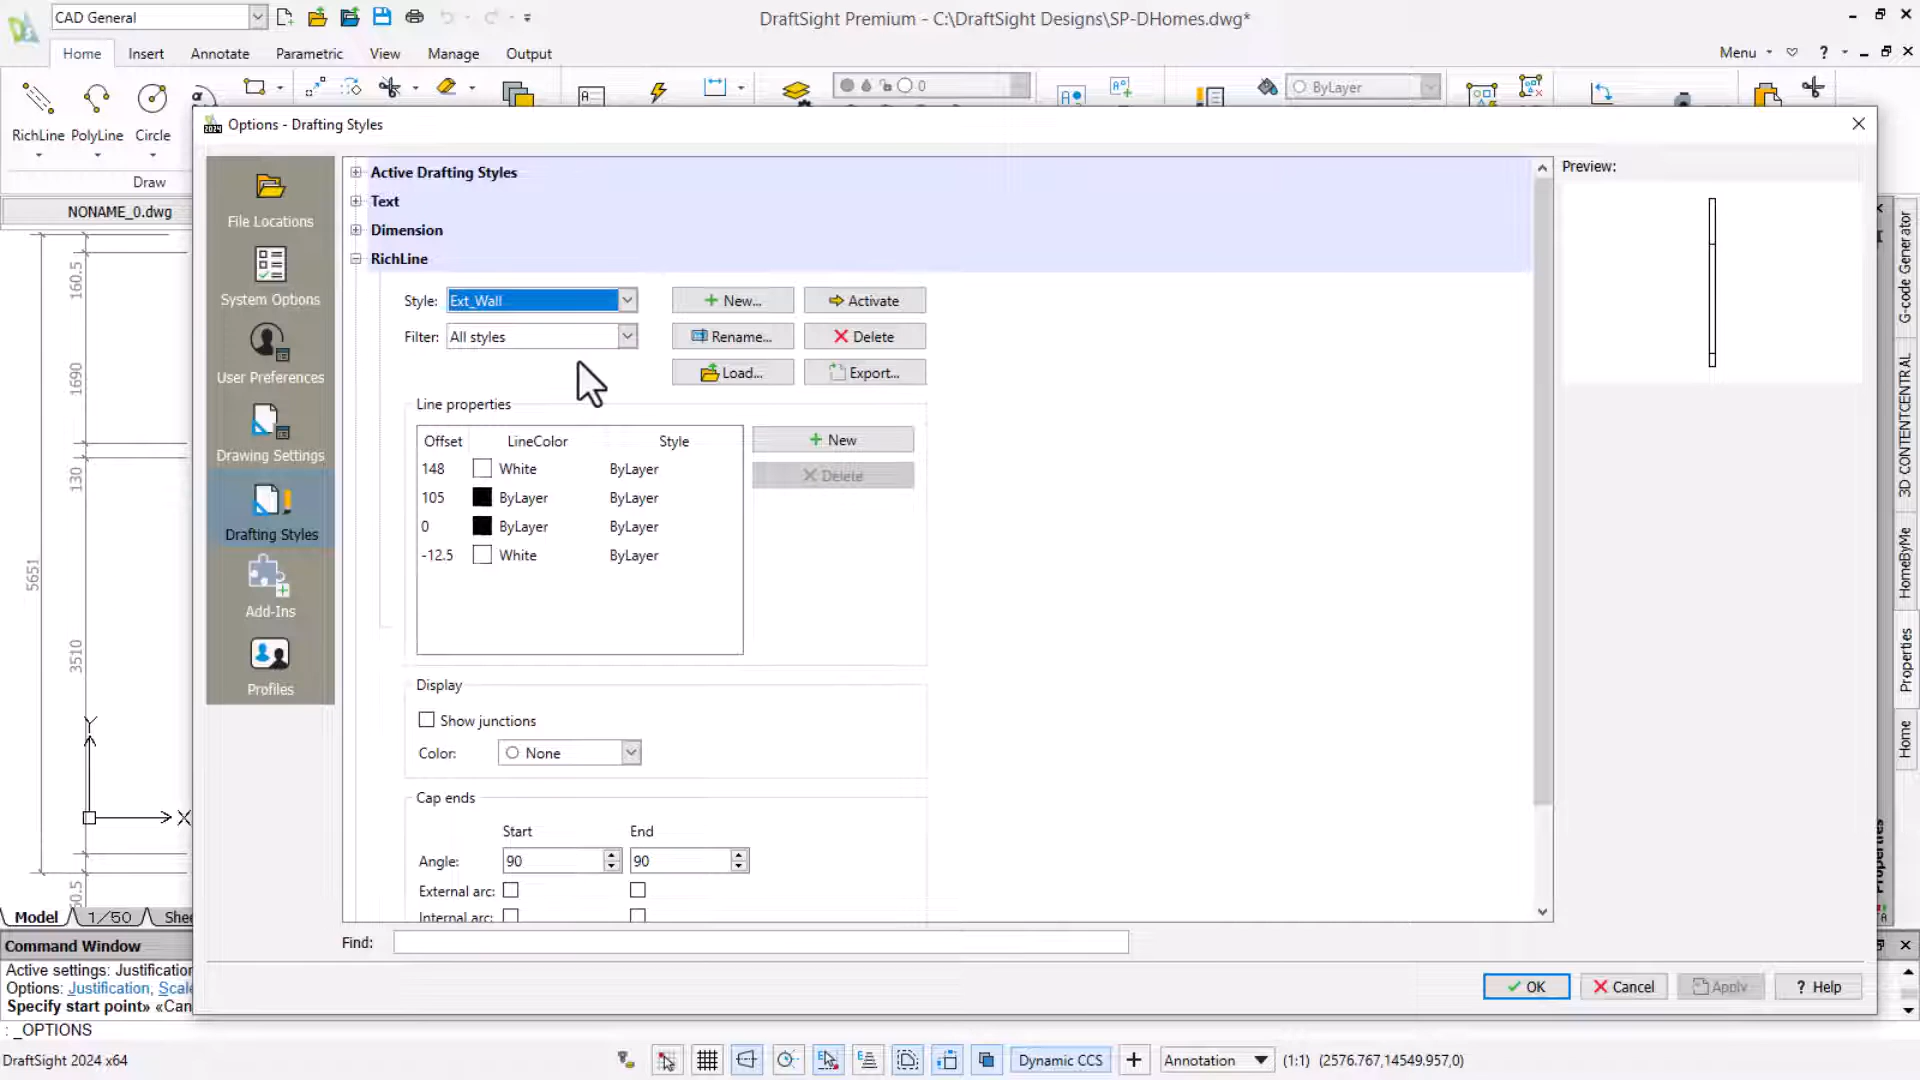 CAD General
DraftSight Premium - C:\DraftSight Designs\SP-DHomes.dwg*
Home Insert Annotate Parametric View Manage Output
Menu
0
ByLayer
RichLine PolyLine Circle
Draw
NONAME_0.dwg
Options - Drafting Styles
File Locations
System Options
User Preferences
Drawing Settings
Drafting Styles
Add-Ins
Profiles
Active Drafting Styles
Text
Dimension
RichLine
Style: Ext_Wall
New... Activate
Filter: All styles
Rename... Delete
Load... Export...
Line properties
Offset LineColor Style
148 White ByLayer
105 ByLayer ByLayer
0 ByLayer ByLayer
-12.5 White ByLayer
New
Delete
Display
Show junctions
Color: None
Cap ends
Start End
Angle: 90 90
External arc:
Internal arc:
Find:
Preview:
OK Cancel Apply ? Help
160.5
1690
130
5651
3510
Y
X
G-code Generator
3D CONTENTCENTRAL
HomeByMe
Properties
Home
Properties
Model 1/50
Command Window
Active settings:
Options: Justification,
Specify start point»
: _OPTIONS
DraftSight 2024 x64
Dynamic CCS
Annotation
(1:1) (2576.767,14549.957,0)